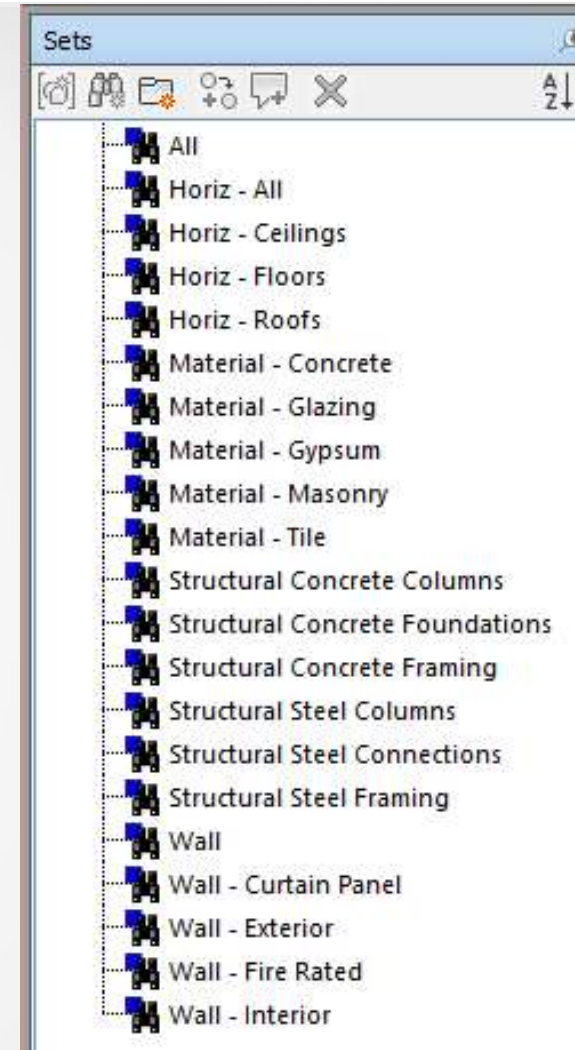 Sets
All
Horiz - All
Horiz - Ceilings
Horiz - Floors
Horiz - Roofs
Material - Concrete
Material - Glazing
Material - Gypsum
Material - Masonry
Material - Tile
Structural Concrete Columns
Structural Concrete Foundations
Structural Concrete Framing
Structural Steel Columns
Structural Steel Connections
Structural Steel Framing
Wall
Wall - Curtain Panel
Wall - Exterior
Wall - Fire Rated
Wall - Interior